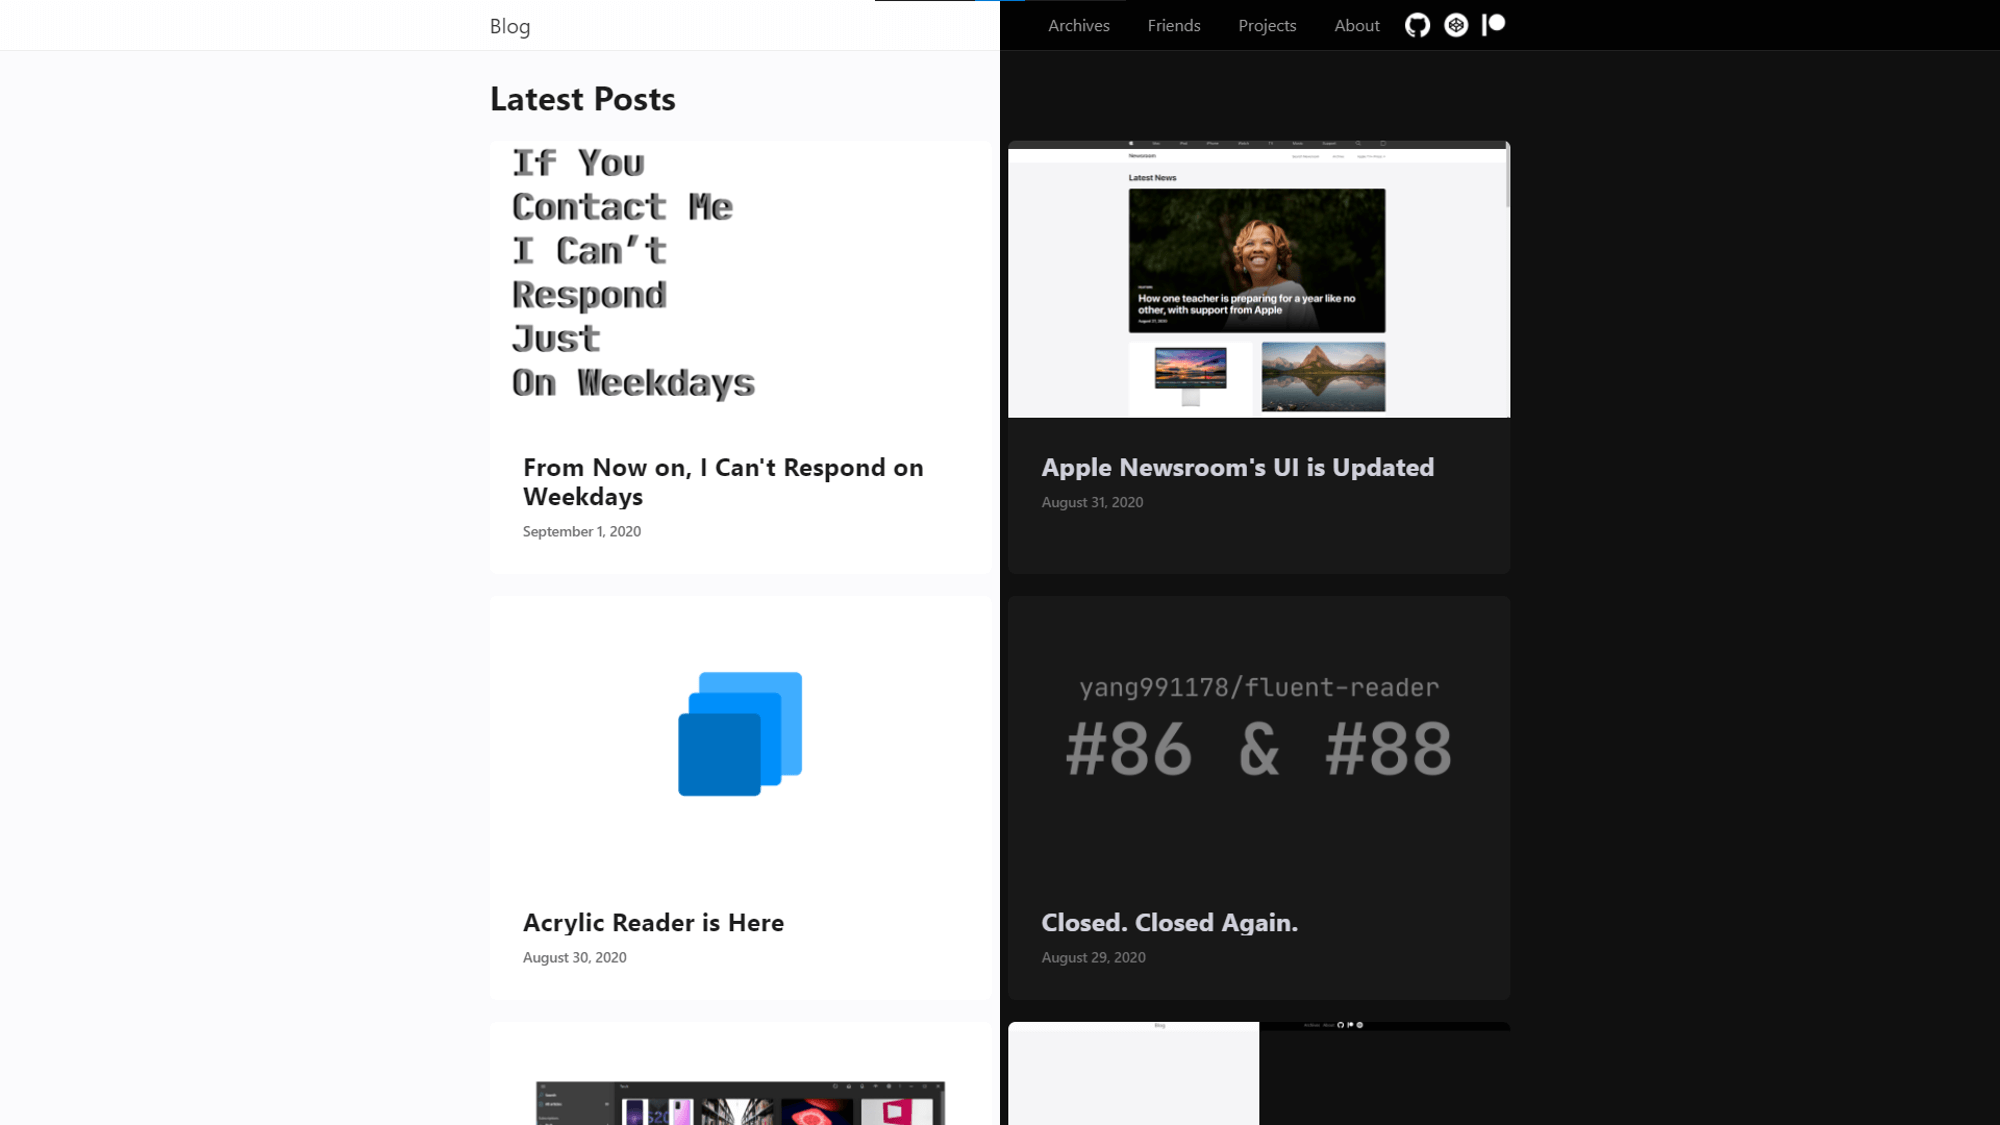 Blog
Archives
Friends
Projects
About
Latest Posts
If You
Contact Me
I Can’t
Respond
Just
On Weekdays
From Now on, I Can't Respond on
Weekdays
September 1, 2020
Newsroom
Latest News
How one teacher is preparing for a year like no
other, with support from Apple
August 27, 2020
Apple Newsroom's UI is Updated
August 31, 2020
Acrylic Reader is Here
August 30, 2020
yang991178/fluent-reader
#86 & #88
Closed. Closed Again.
August 29, 2020
Blog